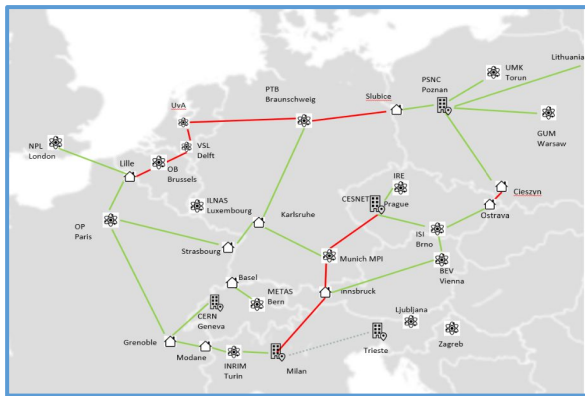 UMK
Torun
Lithuania
PSNC
Poznan
PTB
Braunschweig
Slubice
UvA
GUM
Warsaw
NPL
London
VSL
Delft
Lille
OB
Brussels
IRE
CESNET
Prague
Cieszyn
ILNAS
Luxembourg
Karlsruhe
Ostrava
OP
Paris
ISI
Brno
Strasbourg
Munich MPI
BEV
Vienna
Basel
METAS
Bern
innsbruck
CERN
Geneva
Ljubljana
Zagreb
Grenoble
Modane
INRIM
Turin
Milan
Trieste